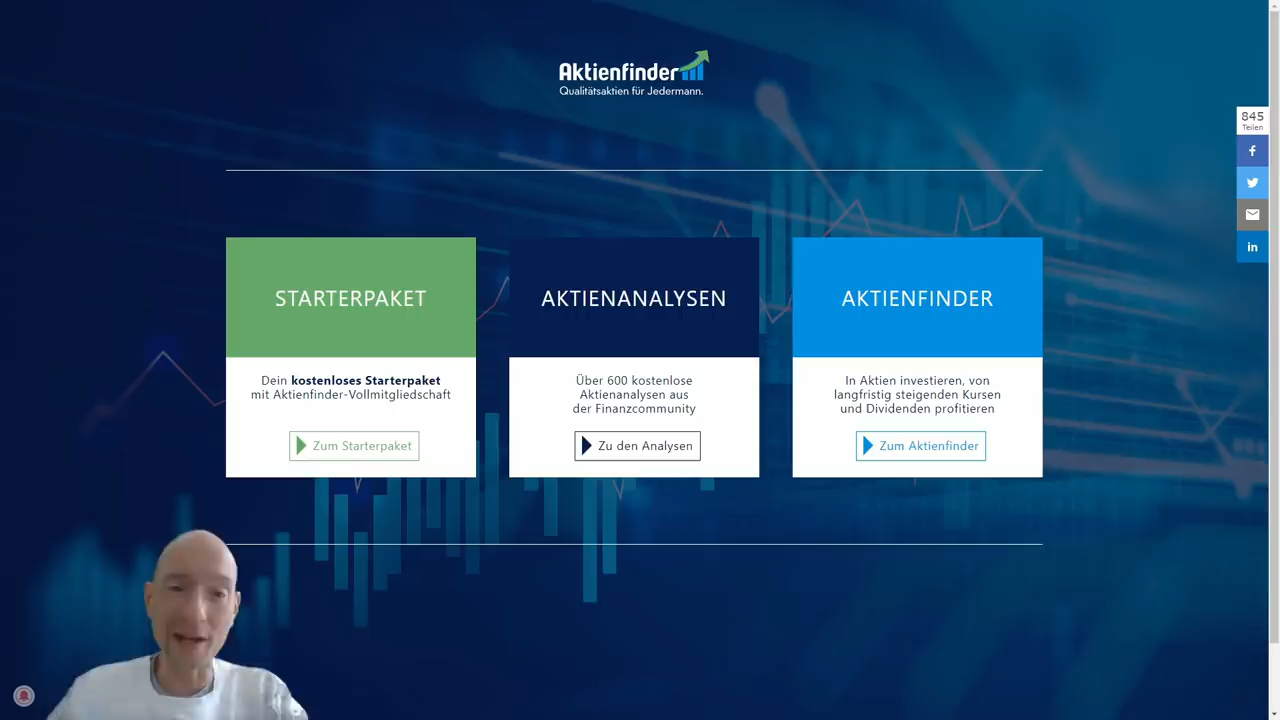 Aktienfinder
Qualitätsaktien für Jedermann.
845
Teilen
STARTERPAKET
Dein kostenloses Starterpaket
mit Aktienfinder-Vollmitgliedschaft
Zum Starterpaket
AKTIENANALYSEN
Über 600 kostenlose
Aktienanalysen aus
der Finanzcommunity
Zu den Analysen
AKTIENFINDER
In Aktien investieren, von
langfristig steigenden Kursen
und Dividenden profitieren
Zum Aktienfinder